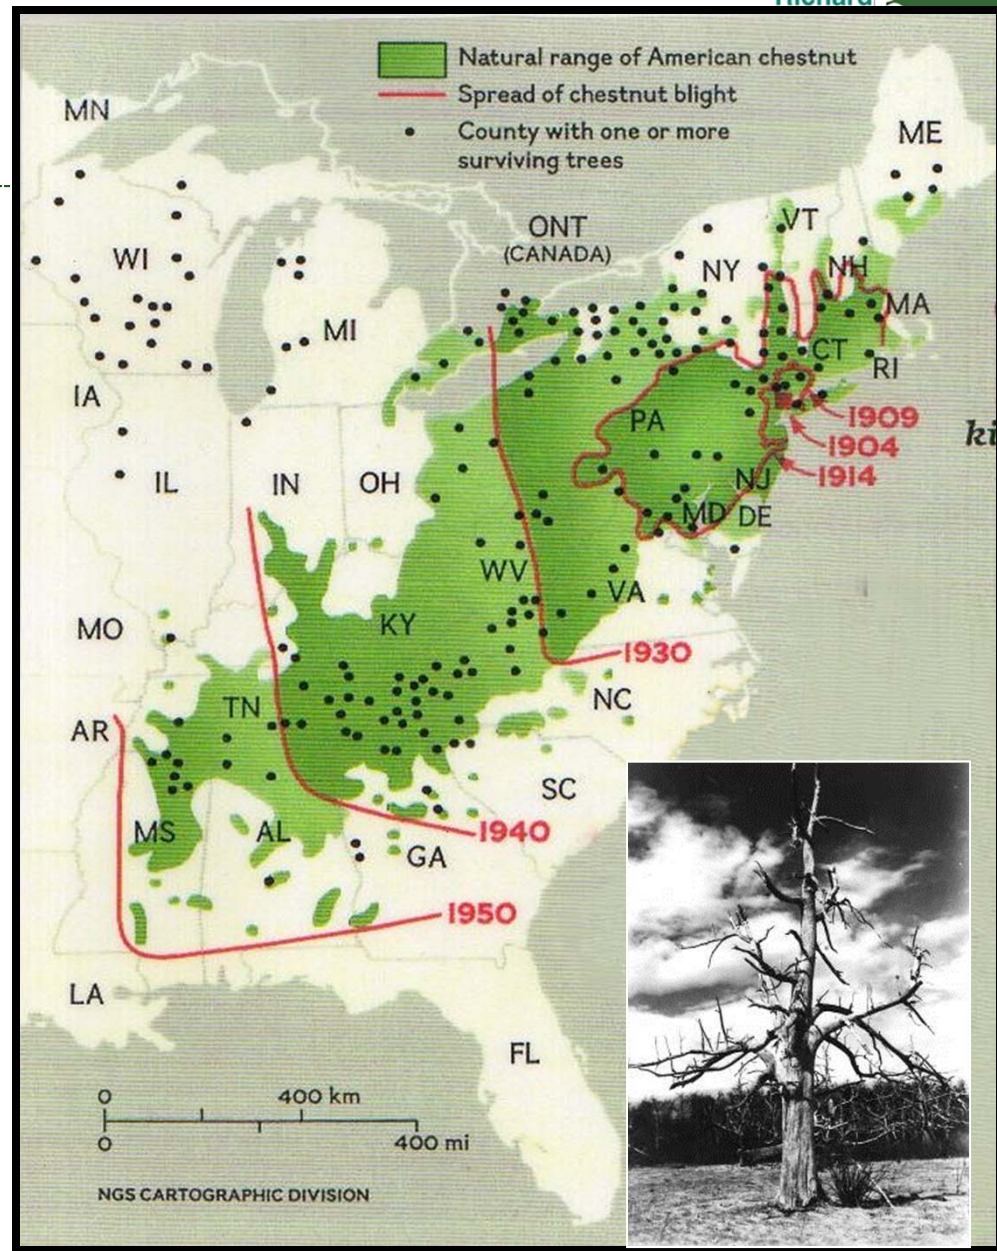 Richard
Natural range of American chestnut
Spread of chestnut blight
County with one or more
surviving trees
MN
ME
ONT
(CANADA)
VT
WI
NY
NH
MI
MA
CT
RI
IA
1909
PA
1904
ki
IL
IN
OH
NJ
1914
MD
DE
WV
VA
MO
KY
1930
TN
NC
AR
SC
MS
AL
1940
GA
1950
LA
FL
0
400 km
0
400 mi
NGS CARTOGRAPHIC DIVISION